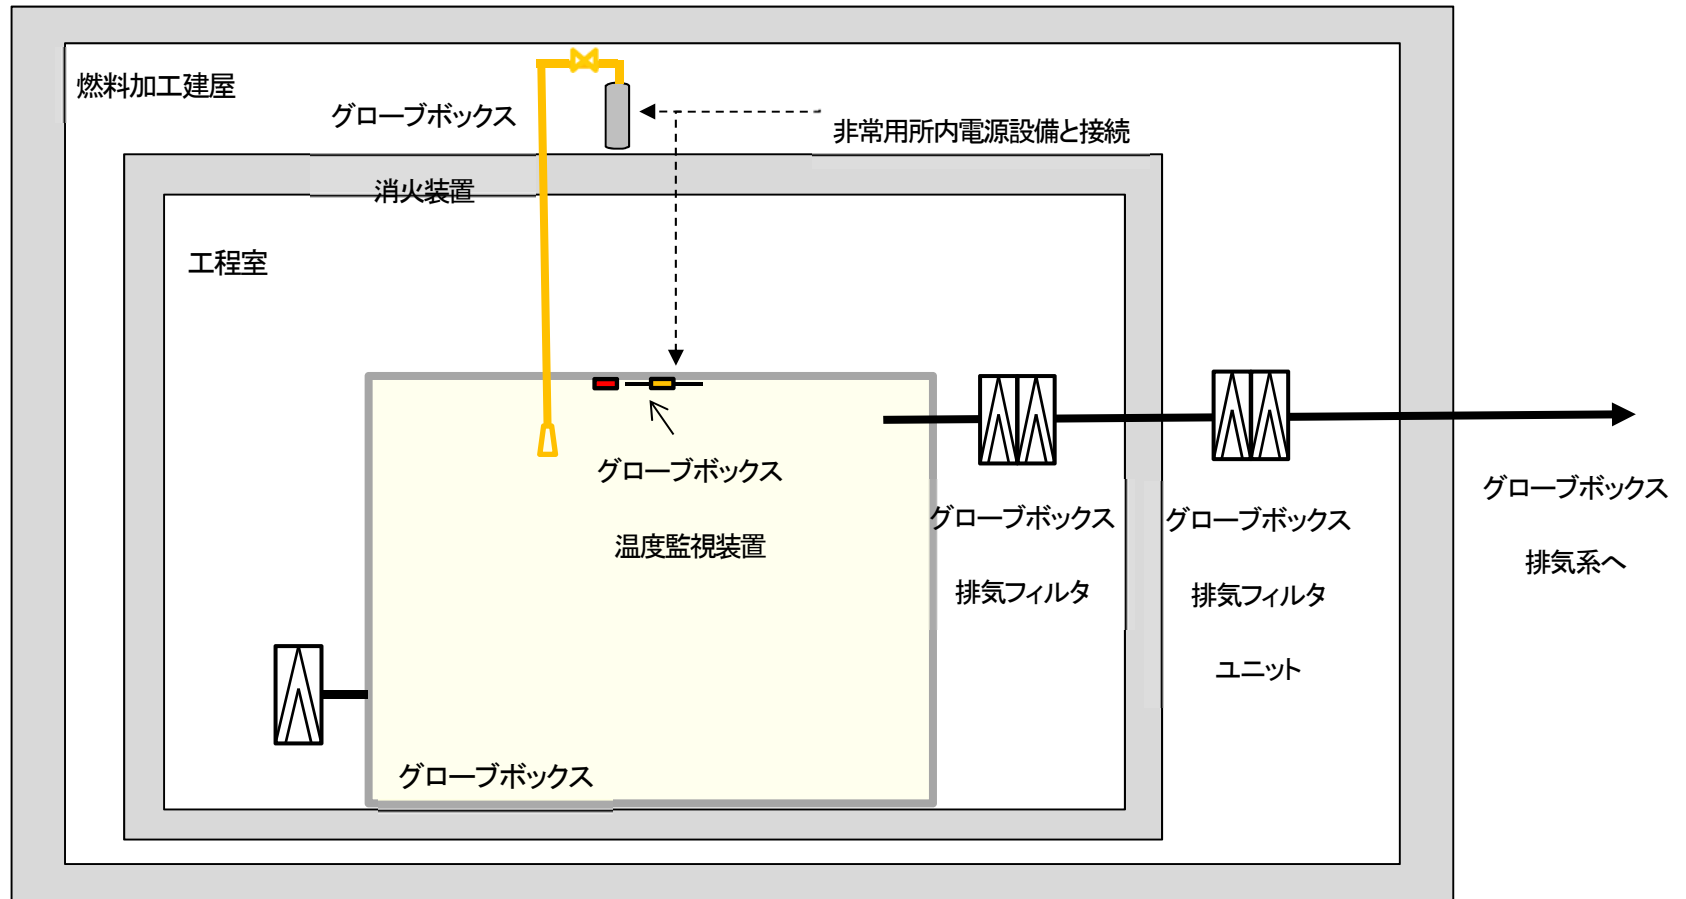 燃料加工建屋
グローブボックス
消火装置
非常用所内電源設備と接続
工程室
グローブボックス
温度監視装置
グローブボックス
排気フィルタ
グローブボックス
排気フィルタ
ユニット
グローブボックス
排気系へ
グローブボックス